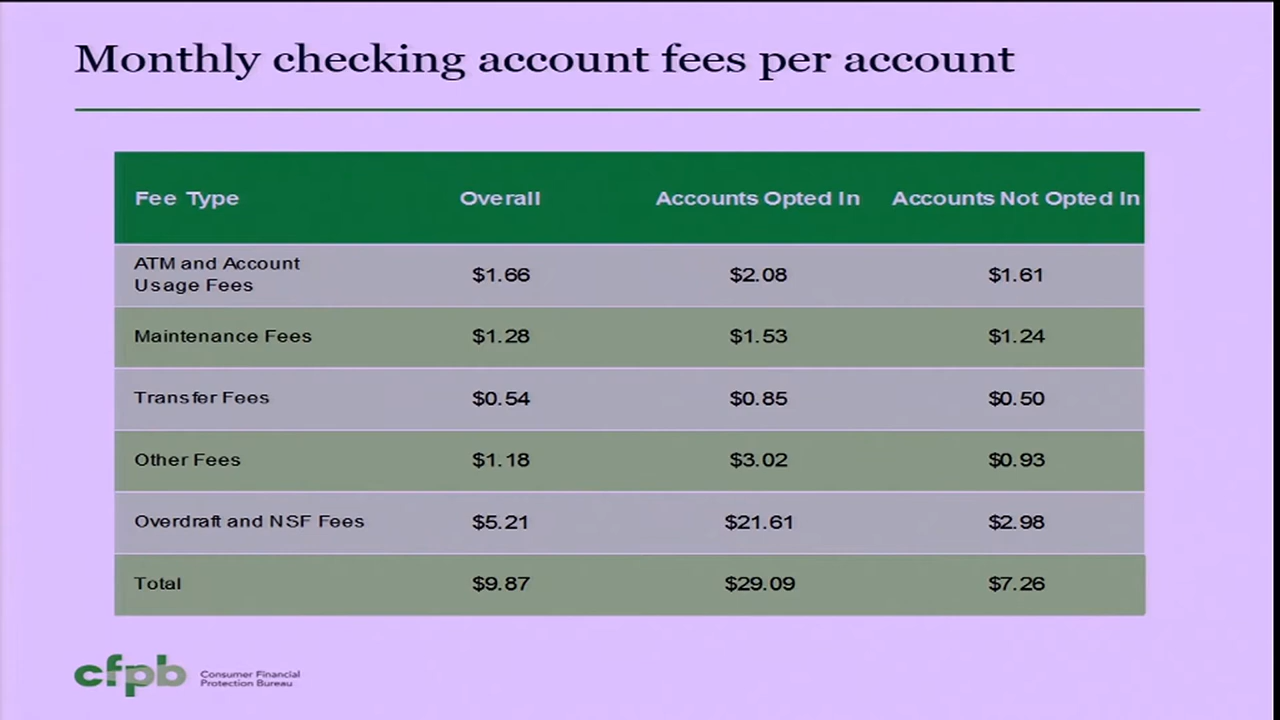 Monthly checking account fees per account
Fee Type Overall Accounts Opted In Accounts Not Opted In
ATM and Account
Usage Fees $1.66 $2.08 $1.61
Maintenance Fees $1.28 $1.53 $1.24
Transfer Fees $0.54 $0.85 $0.50
Other Fees $1.18 $3.02 $0.93
Overdraft and NSF Fees $5.21 $21.61 $2.98
Total $9.87 $29.09 $7.26
cfpb
Consumer Financial
Protection Bureau